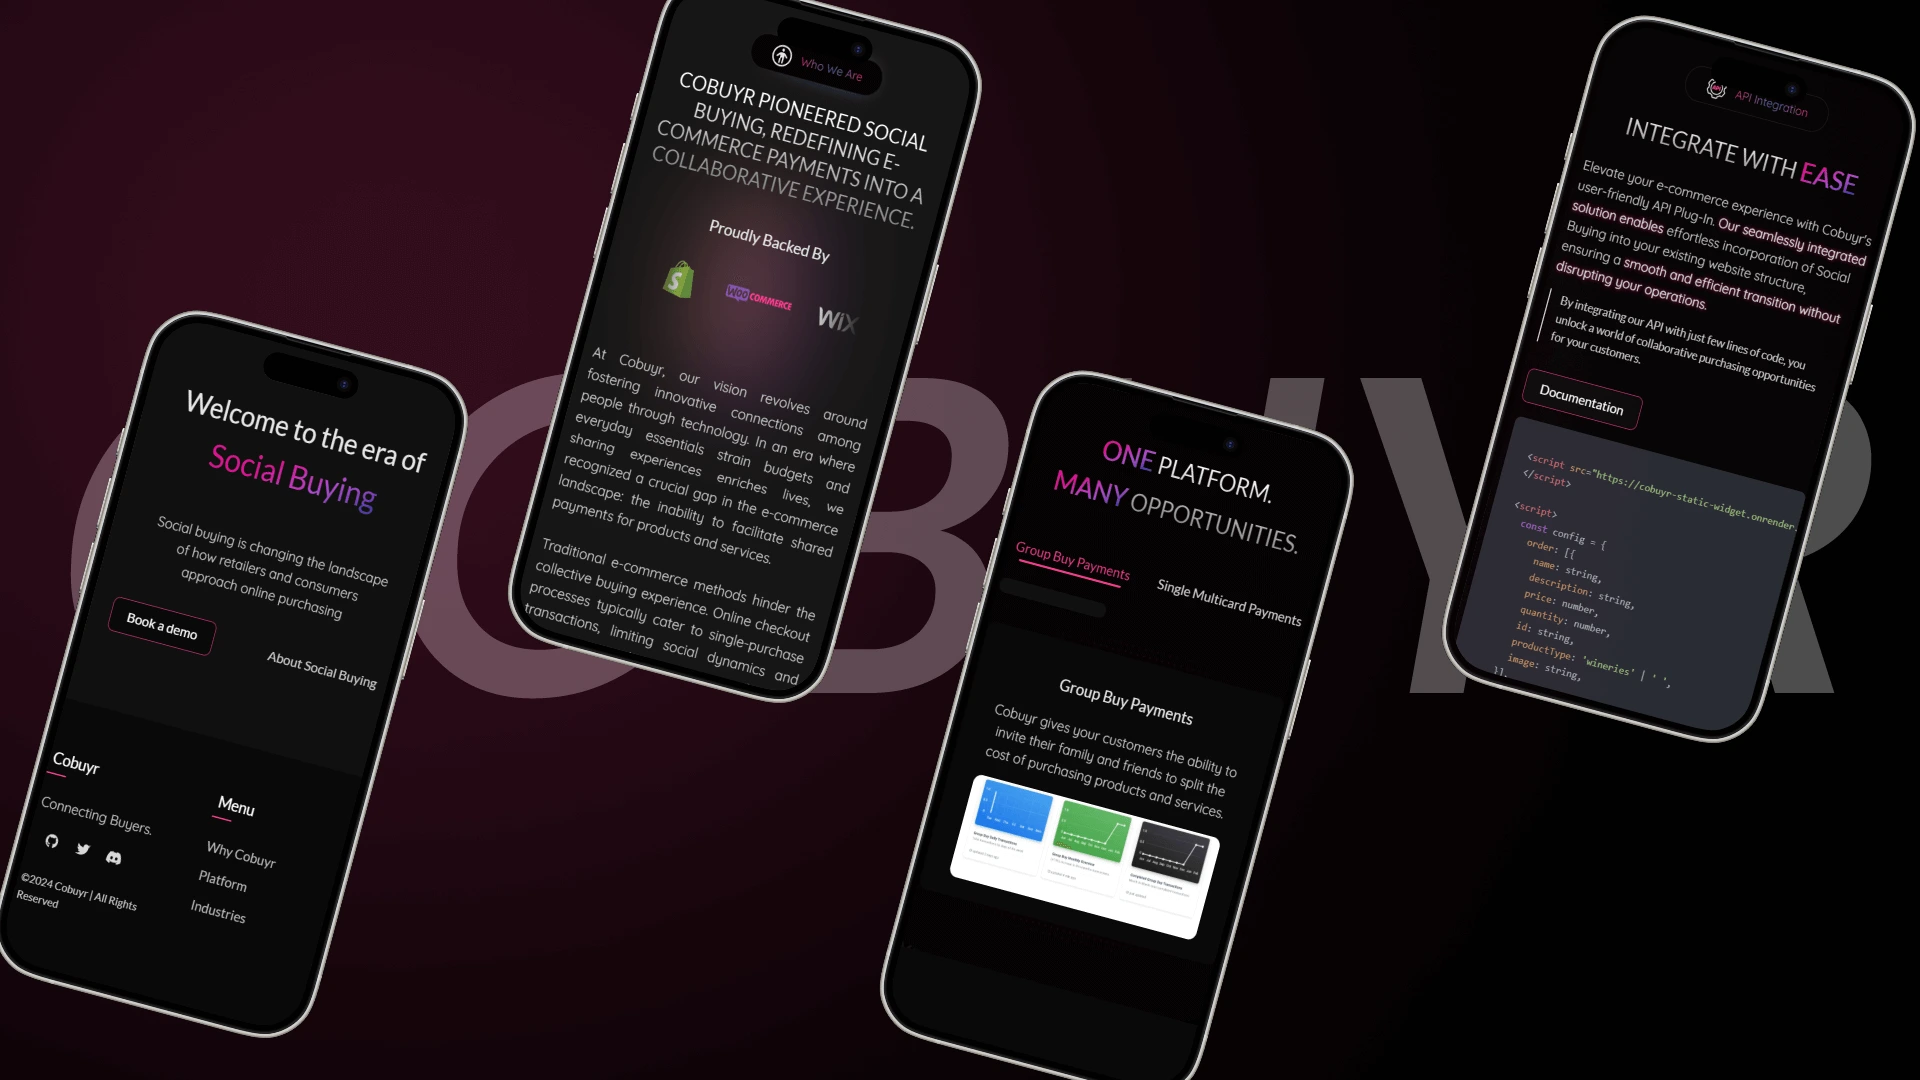 COBUYR
Welcome to the era of
Social Buying
Social buying is changing the landscape
of how retailers and consumers
approach online purchasing
Book a demo
About Social Buying
Cobuyr
Connecting Buyers.
©2024 Cobuyr | All Rights
Reserved
Menu
Why Cobuyr
Platform
Industries
Who We Are
COBUYR PIONEERED SOCIAL
BUYING, REDEFINING E-
COMMERCE PAYMENTS INTO A
COLLABORATIVE EXPERIENCE.
Proudly Backed By
S
WOO COMMERCE
WiX
At Cobuyr, our vision revolves around
fostering innovative connections among
people through technology. In an era where
everyday essentials strain budgets and
sharing experiences enriches lives, we
recognized a crucial gap in the e-commerce
landscape: the inability to facilitate shared
payments for products and services.
Traditional e-commerce methods hinder the
collective buying experience. Online checkout
processes typically cater to single-purchase
transactions, limiting social dynamics and
ONE PLATFORM.
MANY OPPORTUNITIES.
Group Buy Payments
Single Multicard Payments
Group Buy Payments
Cobuyr gives your customers the ability to
invite their family and friends to split the
cost of purchasing products and services.
API Integration
INTEGRATE WITH EASE
Elevate your e-commerce experience with Cobuyr's
user-friendly API Plug-In. Our seamlessly integrated
solution enables effortless incorporation of Social
Buying into your existing website structure,
ensuring a smooth and efficient transition without
disrupting your operations.
By integrating our API with just few lines of code, you
unlock a world of collaborative purchasing opportunities
for your customers.
Documentation
<script src="https://cobuyr-static-widget.onrender.
</script>
<script>
const config = {
order: [{
name: string,
description: string,
price: number,
quantity: number,
id: string,
productType: 'wineries' | ' ',
image: string,
}],